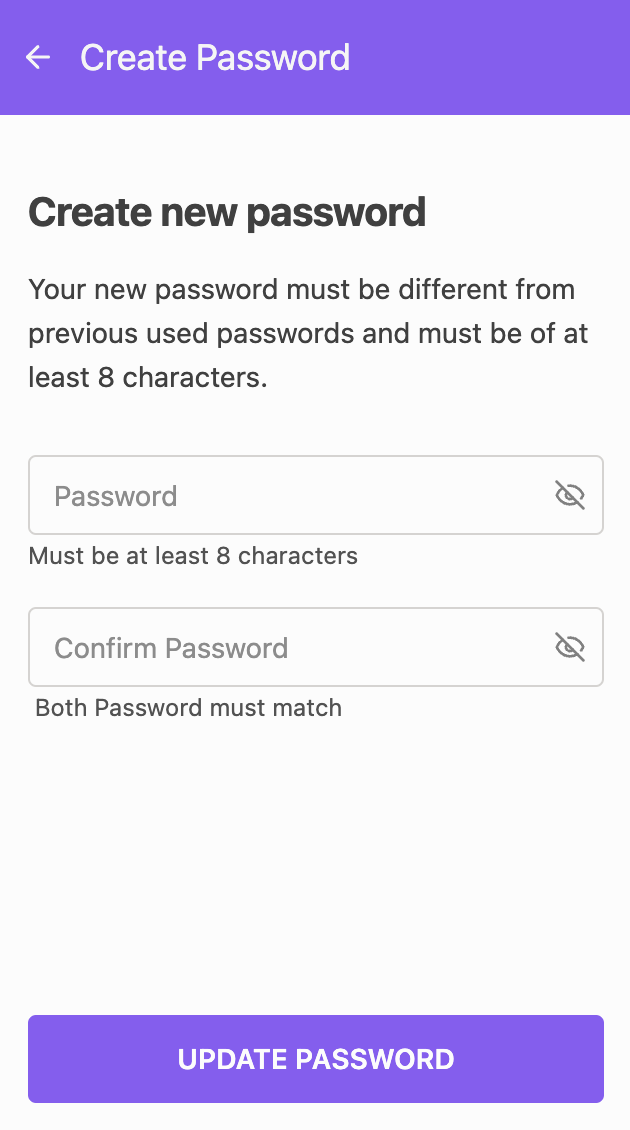 Create Password
Create new password
Your new password must be different from
previous used passwords and must be of at
least 8 characters.
Password
Must be at least 8 characters
Confirm Password
Both Password must match
UPDATE PASSWORD